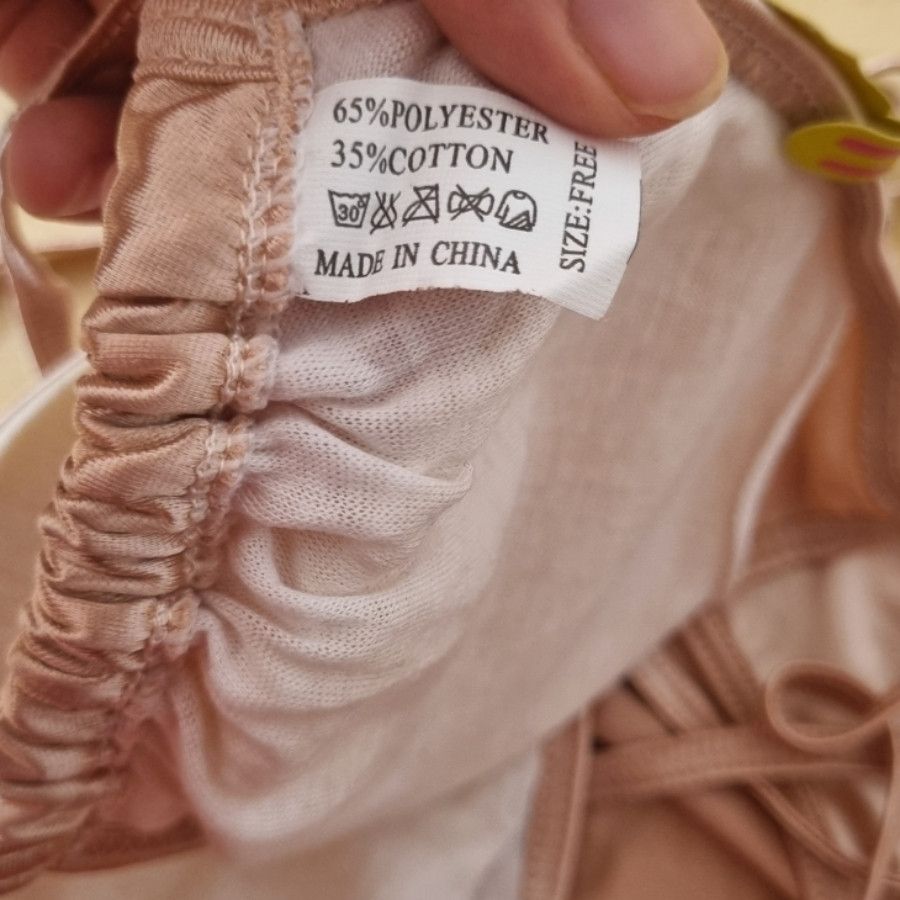 65%POLYESTER
35%COTTON
30°
MADE IN CHINA
SIZE:FREE